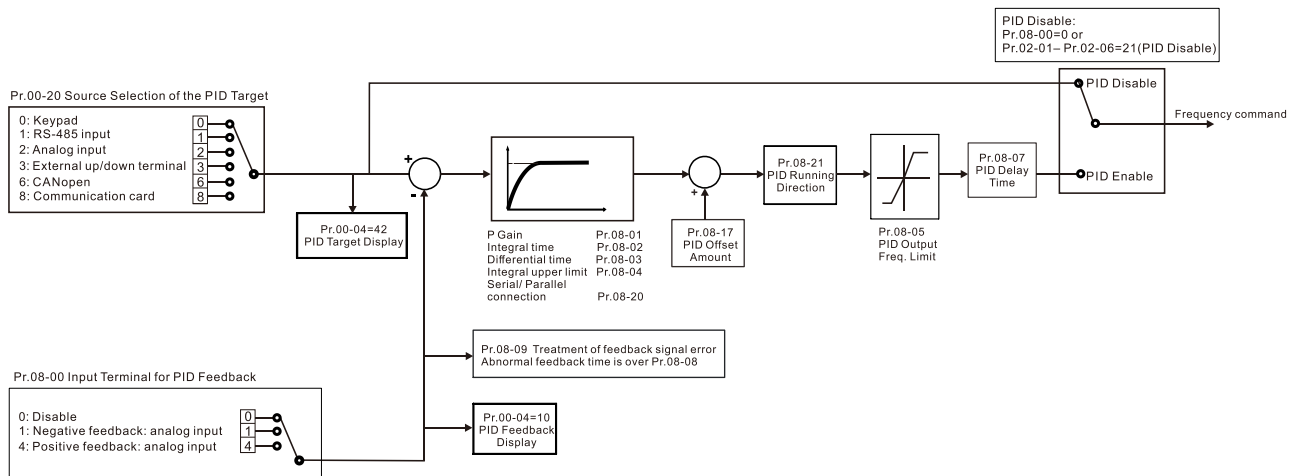 PID Disable:
Pr.08-00=0 or
Pr.02-01– Pr.02-06=21(PID Disable)
Pr.00-20 Source Selection of the PID Target
0: Keypad
1: RS-485 input
2: Analog input
3: External up/down terminal
6: CANopen
8: Communication card
0
1
2
3
6
8
PID Disable
Frequency command
PID Enable
+
-
Pr.00-04=42
PID Target Display
P Gain Pr.08-01
Integral time Pr.08-02
Differential time Pr.08-03
Integral upper limit Pr.08-04
Serial/ Parallel
connection Pr.08-20
+
Pr.08-17
PID Offset
Amount
Pr.08-21
PID Running
Direction
Pr.08-05
PID Output
Freq. Limit
Pr.08-07
PID Delay
Time
Pr.08-09 Treatment of feedback signal error
Abnormal feedback time is over Pr.08-08
Pr.08-00 Input Terminal for PID Feedback
0: Disable
1: Negative feedback: analog input
4: Positive feedback: analog input
0
1
4
Pr.00-04=10
PID Feedback
Display